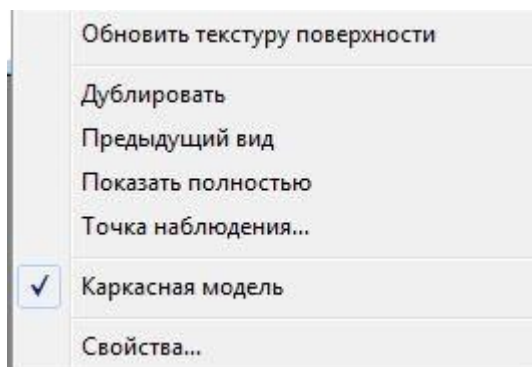 Обновить текстуру поверхности
Дублировать
Предыдущий вид
Показать полностью
Точка наблюдения...
Каркасная модель
Свойства...